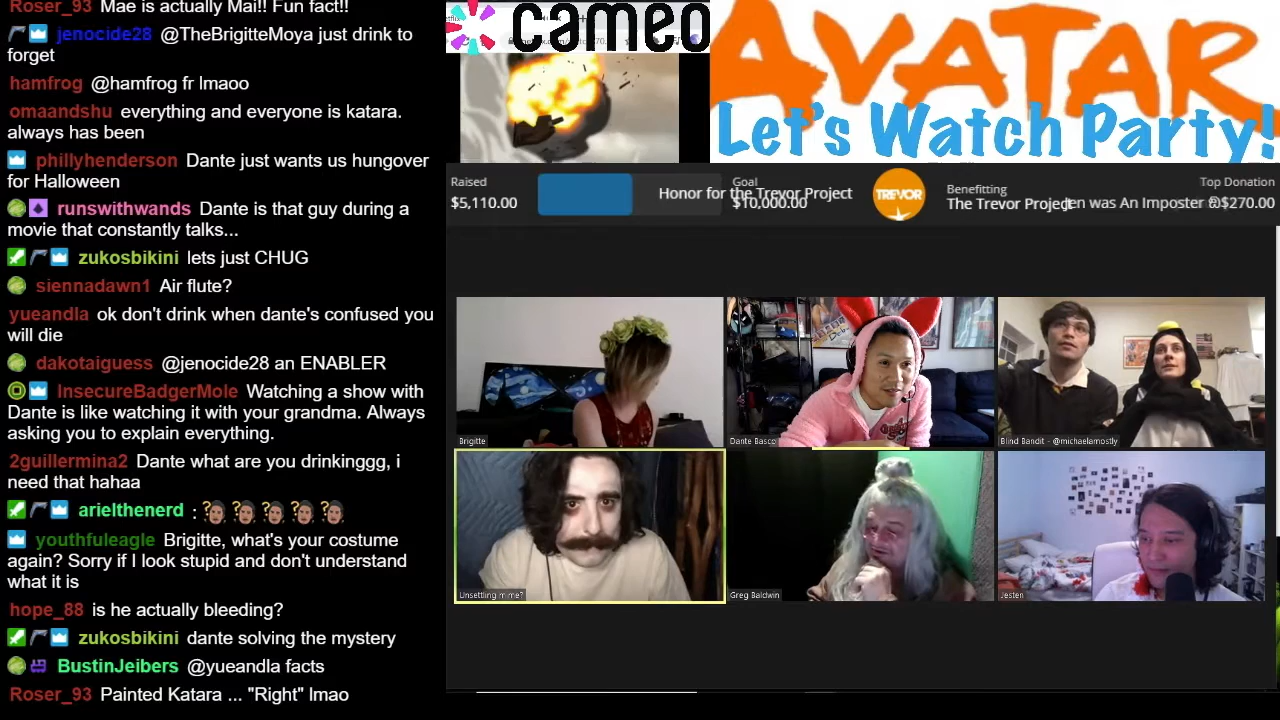 Roser_93 Mae is actually Mai!! Fun fact!!
jenocide28 @TheBrigitteMoya just drink to
forget
hamfrog @hamfrog fr lmaoo
omaandshu everything and everyone is katara.
always has been
phillyhenderson Dante just wants us hungover
for Halloween
runswithwands Dante is that guy during a
movie that constantly talks...
zukosbikini lets just CHUG
siennadawn1 Air flute?
yueandla ok don't drink when dante's confused you
will die
dakotaiguess @jenocide28 an ENABLER
InsecureBadgerMole Watching a show with
Dante is like watching it with your grandma. Always
asking you to explain everything.
2guillermina2 Dante what are you drinkinggg, i
need that hahaa
arielthenerd :
youthfuleagle Brigitte, what's your costume
again? Sorry if I look stupid and don't understand
what it is
hope_88 is he actually bleeding?
zukosbikini dante solving the mystery
BustinJeibers @yueandla facts
Roser_93 Painted Katara ... "Right" lmao
cameo
AVATAR
Let's Watch Party!
Raised
$5,110.00
Honor for the Trevor Project
Goal
$10,000.00
TREVOR
Benefitting
The Trevor Project
Top Donation
Jen was An Imposter
$270.00
Brigitte
Dante Basco
Blind Bandit - @michaelamostly
Unsettling mime?
Greg Baldwin
Jesten